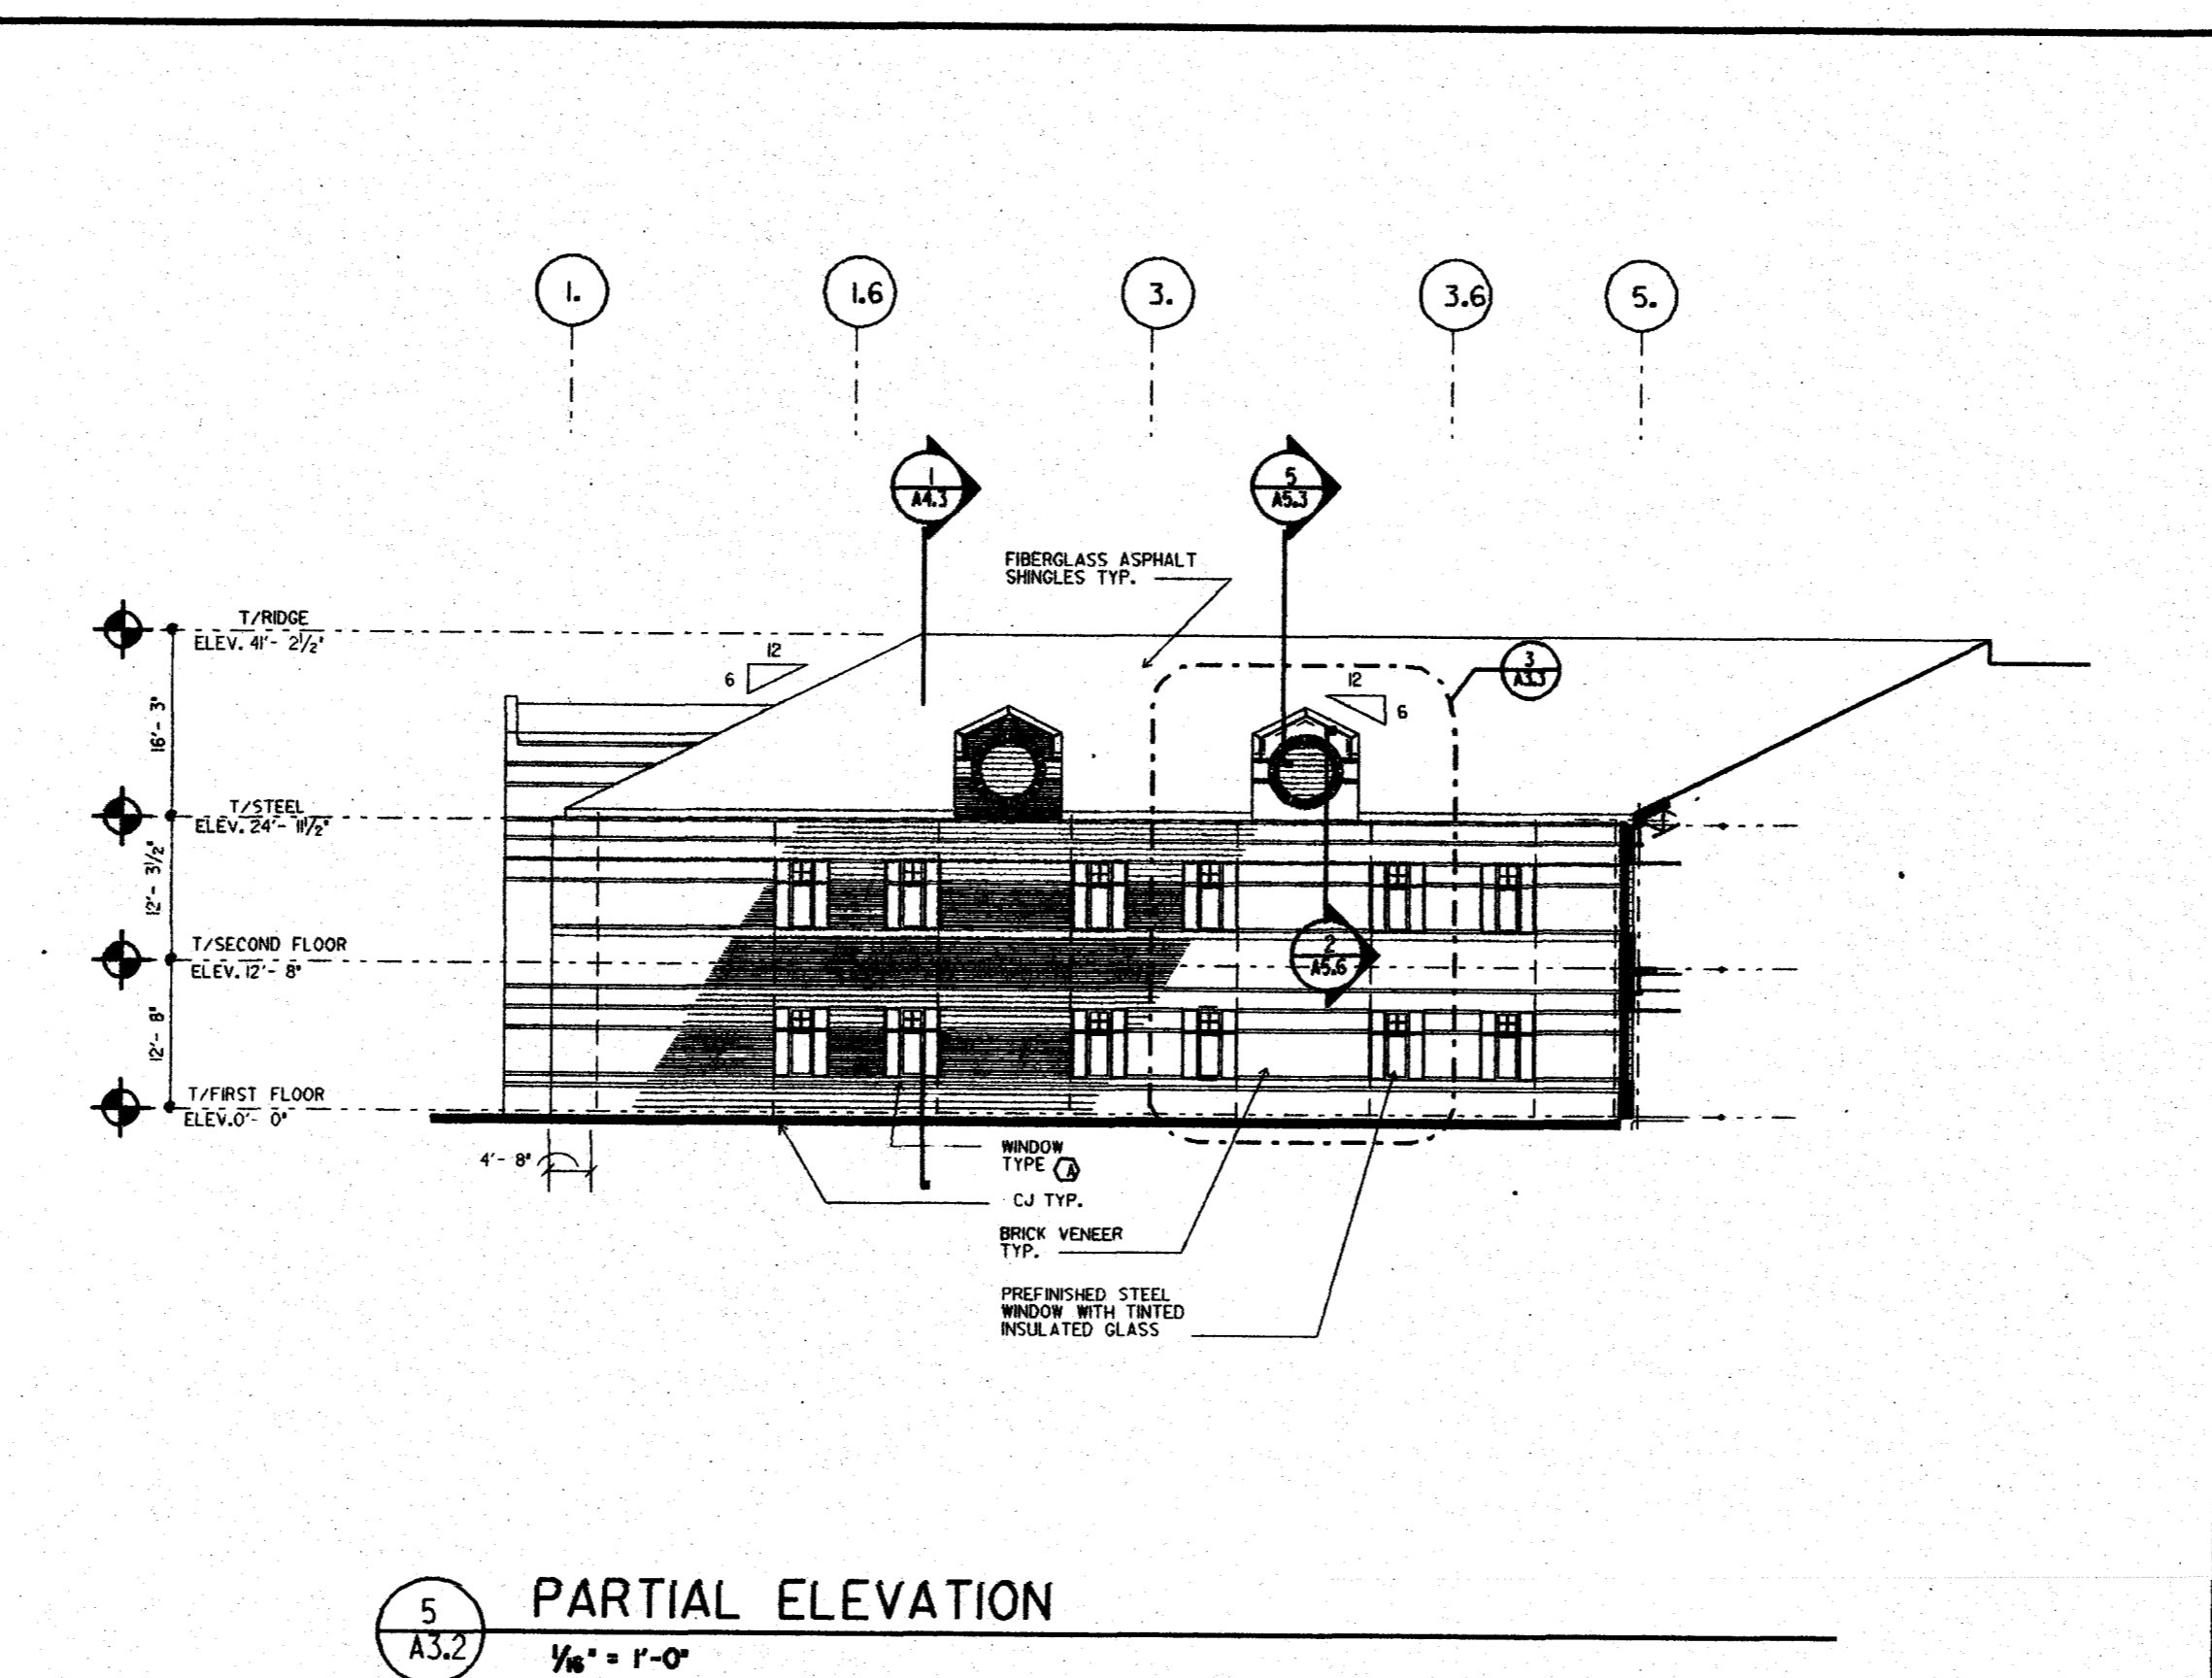 1.
1.6
3.
3.6
5.
1
A4.3
5
A5.3
FIBERGLASS ASPHALT
SHINGLES TYP.
T/RIDGE
ELEV. 41'- 2½"
12
6
3
A3.3
12
6
16'- 3"
T/STEEL
ELEV. 24'- 11½"
12'- 3½"
T/SECOND FLOOR
ELEV. 12'- 8"
2
A5.6
12'- 8"
T/FIRST FLOOR
ELEV. 0'- 0"
4'- 8"
WINDOW
TYPE A
CJ TYP.
BRICK VENEER
TYP.
PREFINISHED STEEL
WINDOW WITH TINTED
INSULATED GLASS
5
A3.2
PARTIAL ELEVATION
1/16" = 1'-0"